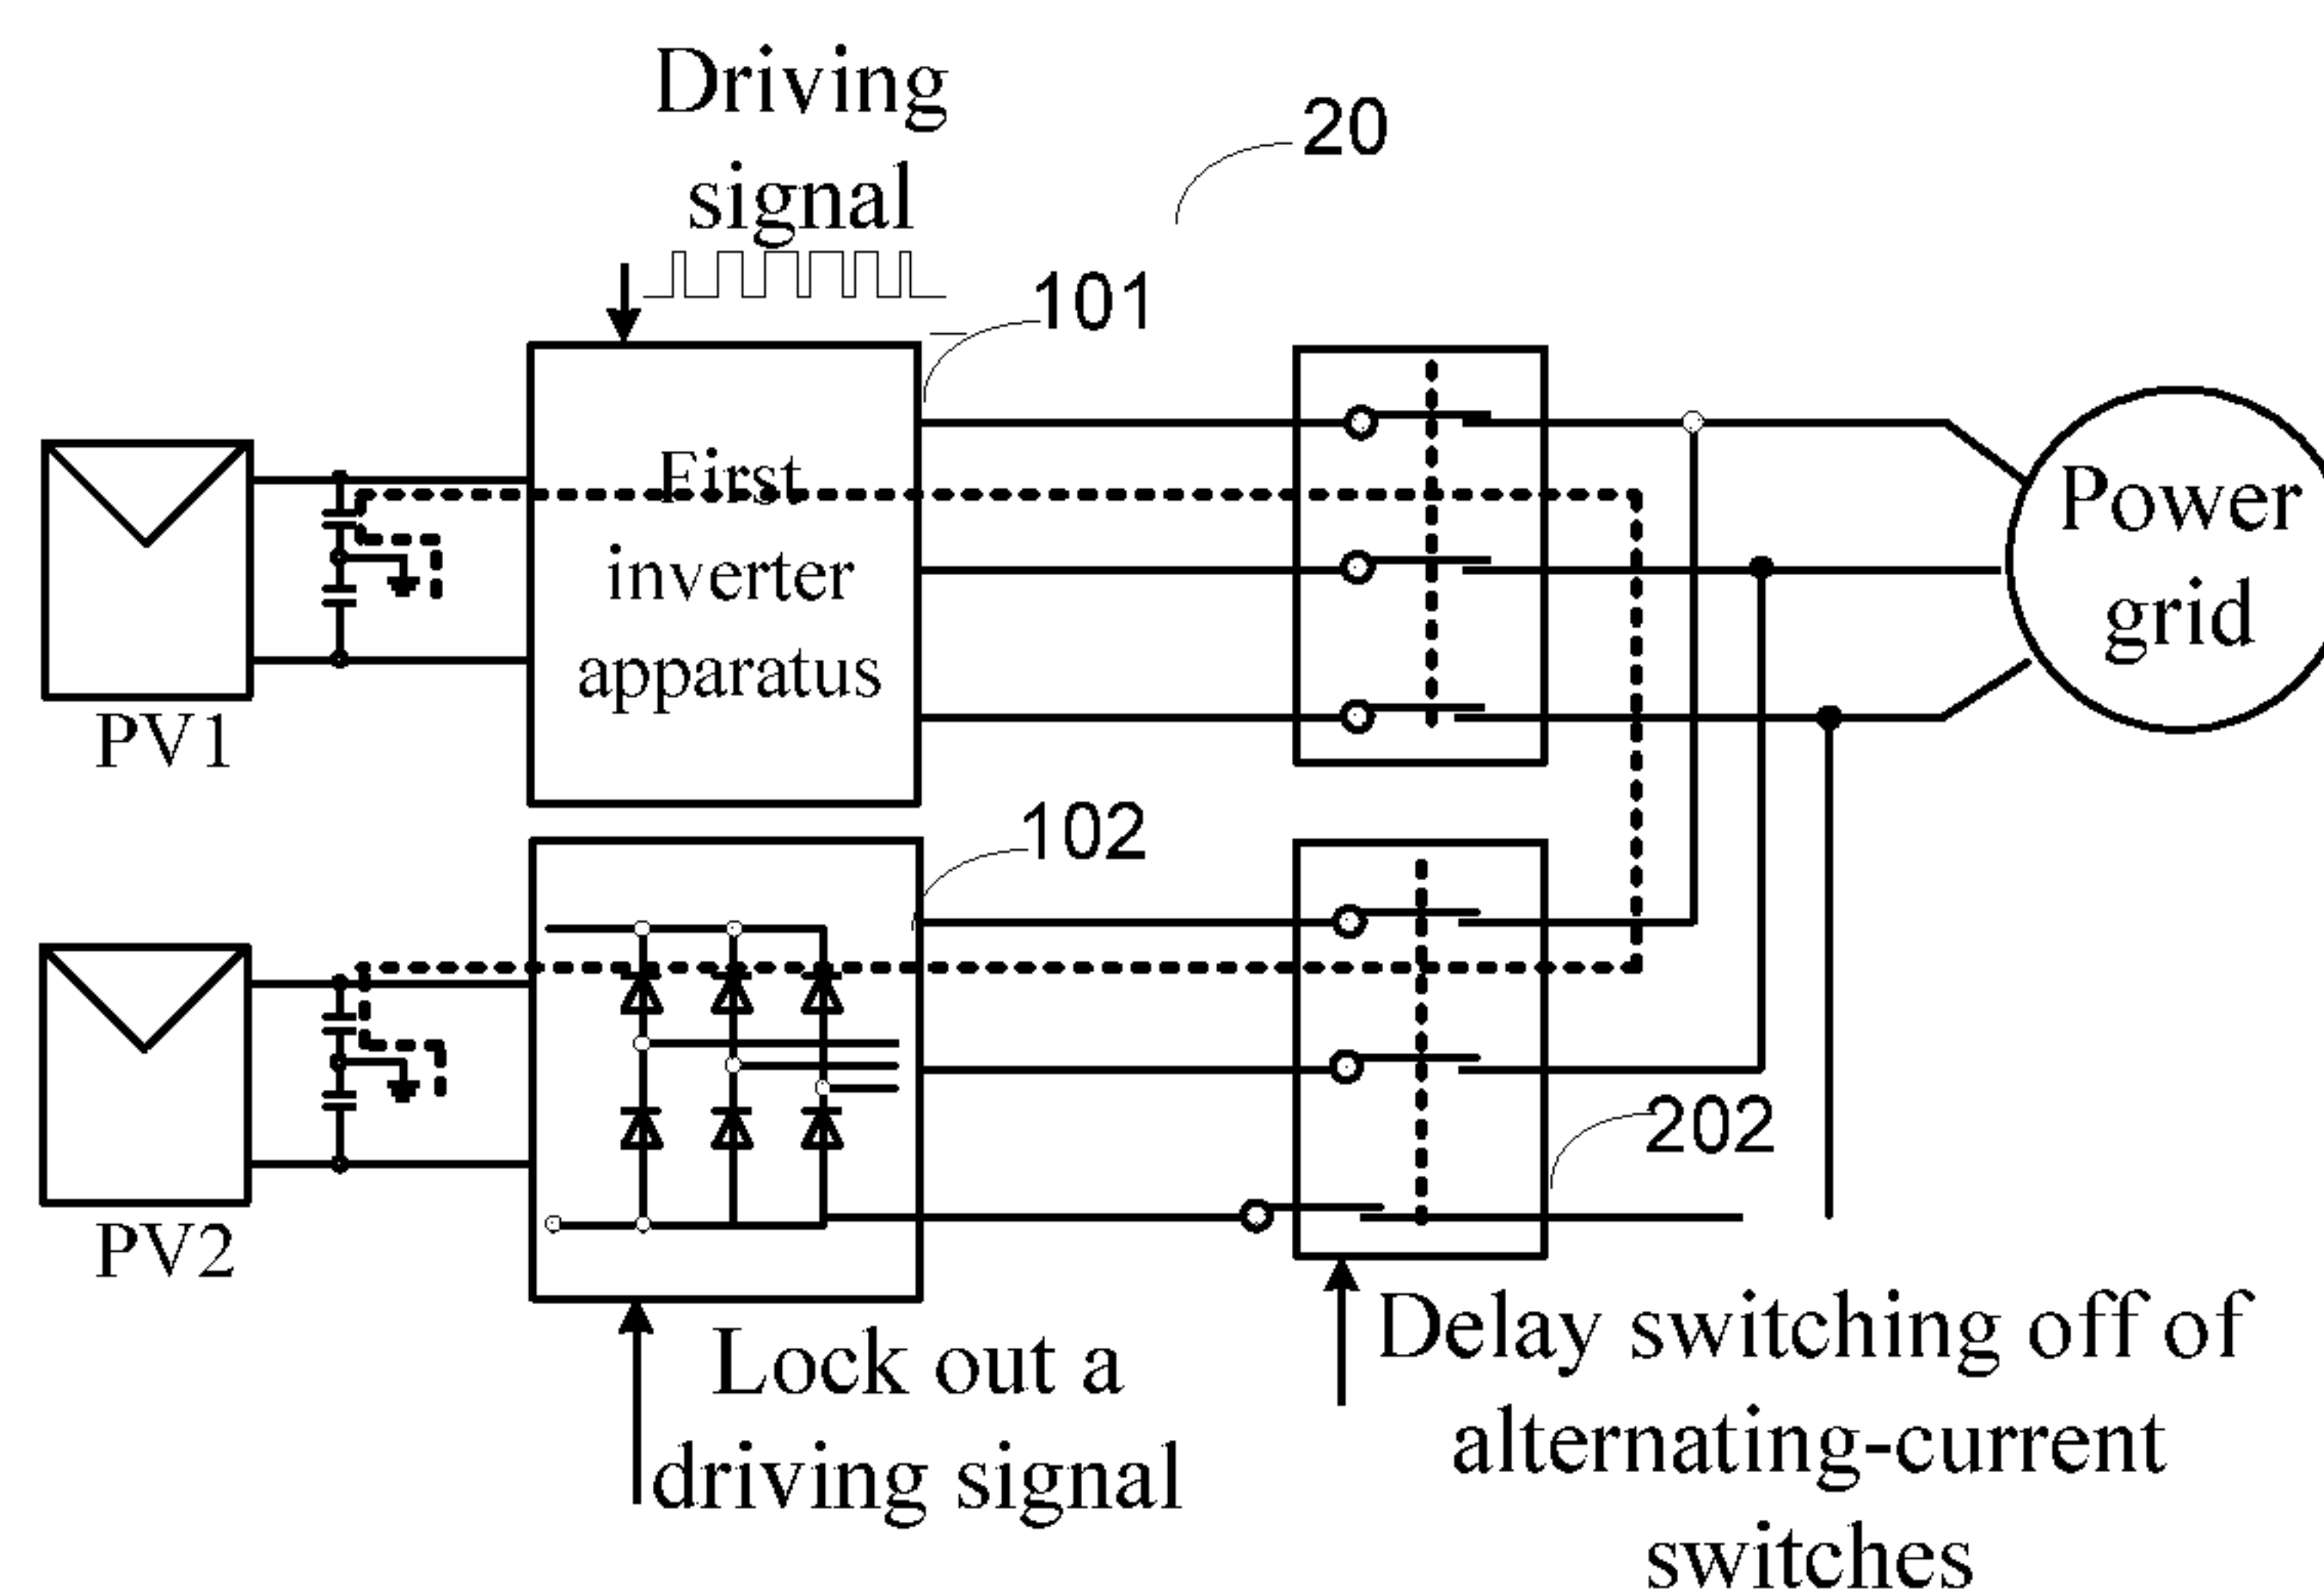 Driving
signal
20
101
First
inverter
apparatus
Power
grid
PV1
102
202
PV2
Lock out a
driving signal
Delay switching off of
alternating-current
switches